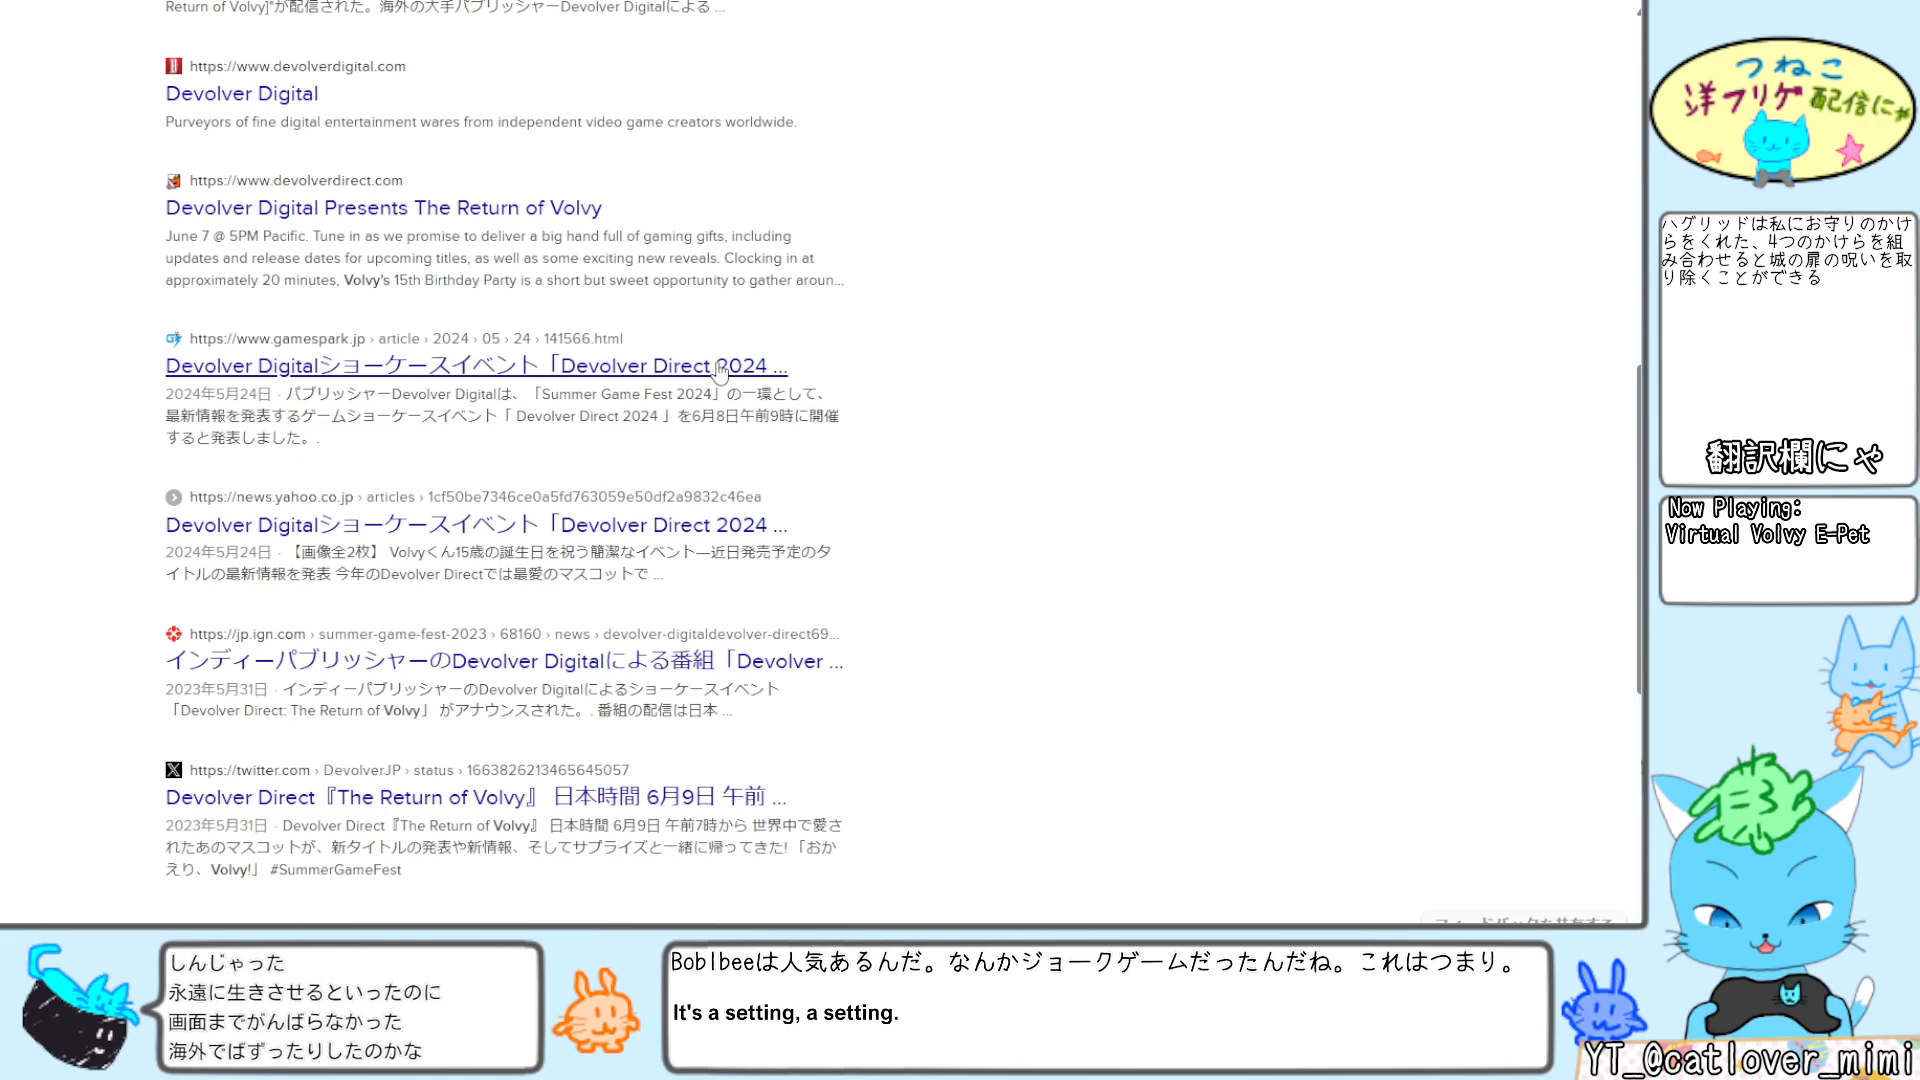 Return of Volvy]"が配信された。海外の大手パブリッシャーDevolver Digitalによる ...
https://www.devolverdigital.com
Devolver Digital
Purveyors of fine digital entertainment wares from independent video game creators worldwide.
https://www.devolverdirect.com
Devolver Digital Presents The Return of Volvy
June 7 @ 5PM Pacific. Tune in as we promise to deliver a big hand full of gaming gifts, including
updates and release dates for upcoming titles, as well as some exciting new reveals. Clocking in at
approximately 20 minutes, Volvy's 15th Birthday Party is a short but sweet opportunity to gather aroun...
https://www.gamespark.jp › article › 2024 › 05 › 24 › 141566.html
Devolver Digitalショーケースイベント「Devolver Direct 2024 ...
2024年5月24日 · パブリッシャーDevolver Digitalは、「Summer Game Fest 2024」の一環として、
最新情報を発表するゲームショーケースイベント「 Devolver Direct 2024 」を6月8日午前9時に開催
すると発表しました。.
https://news.yahoo.co.jp › articles › 1cf50be7346ce0a5fd763059e50df2a9832c46ea
Devolver Digitalショーケースイベント「Devolver Direct 2024 ...
2024年5月24日 · 【画像全2枚】 Volvyくん15歳の誕生日を祝う簡潔なイベント―近日発売予定のタ
イトルの最新情報を発表 今年のDevolver Directでは最愛のマスコットで ...
https://jp.ign.com › summer-game-fest-2023 › 68160 › news › devolver-digitaldevolver-direct69...
インディーパブリッシャーのDevolver Digitalによる番組「Devolver ...
2023年5月31日 · インディーパブリッシャーのDevolver Digitalによるショーケースイベント
「Devolver Direct: The Return of Volvy」 がアナウンスされた。. 番組の配信は日本 ...
https://twitter.com › DevolverJP › status › 1663826213465645057
Devolver Direct『The Return of Volvy』 日本時間 6月9日 午前 ...
2023年5月31日 · Devolver Direct『The Return of Volvy』 日本時間 6月9日 午前7時から 世界中で愛さ
れたあのマスコットが、新タイトルの発表や新情報、そしてサプライズと一緒に帰ってきた! 「おか
えり、Volvy!」 #SummerGameFest
つねこ
洋フリゲ配信にゃ
ハグリッドは私にお守りのかけ
らをくれた、4つのかけらを組
み合わせると城の扉の呪いを取
り除くことができる
翻訳欄にゃ
Now Playing:
Virtual Volvy E-Pet
しんじゃった
永遠に生きさせるといったのに
画面までがんばらなかった
海外でばずったりしたのかな
Boblbeeは人気あるんだ。なんかジョークゲームだったんだね。これはつまり。
It's a setting, a setting.
YT_@catlover_mimi